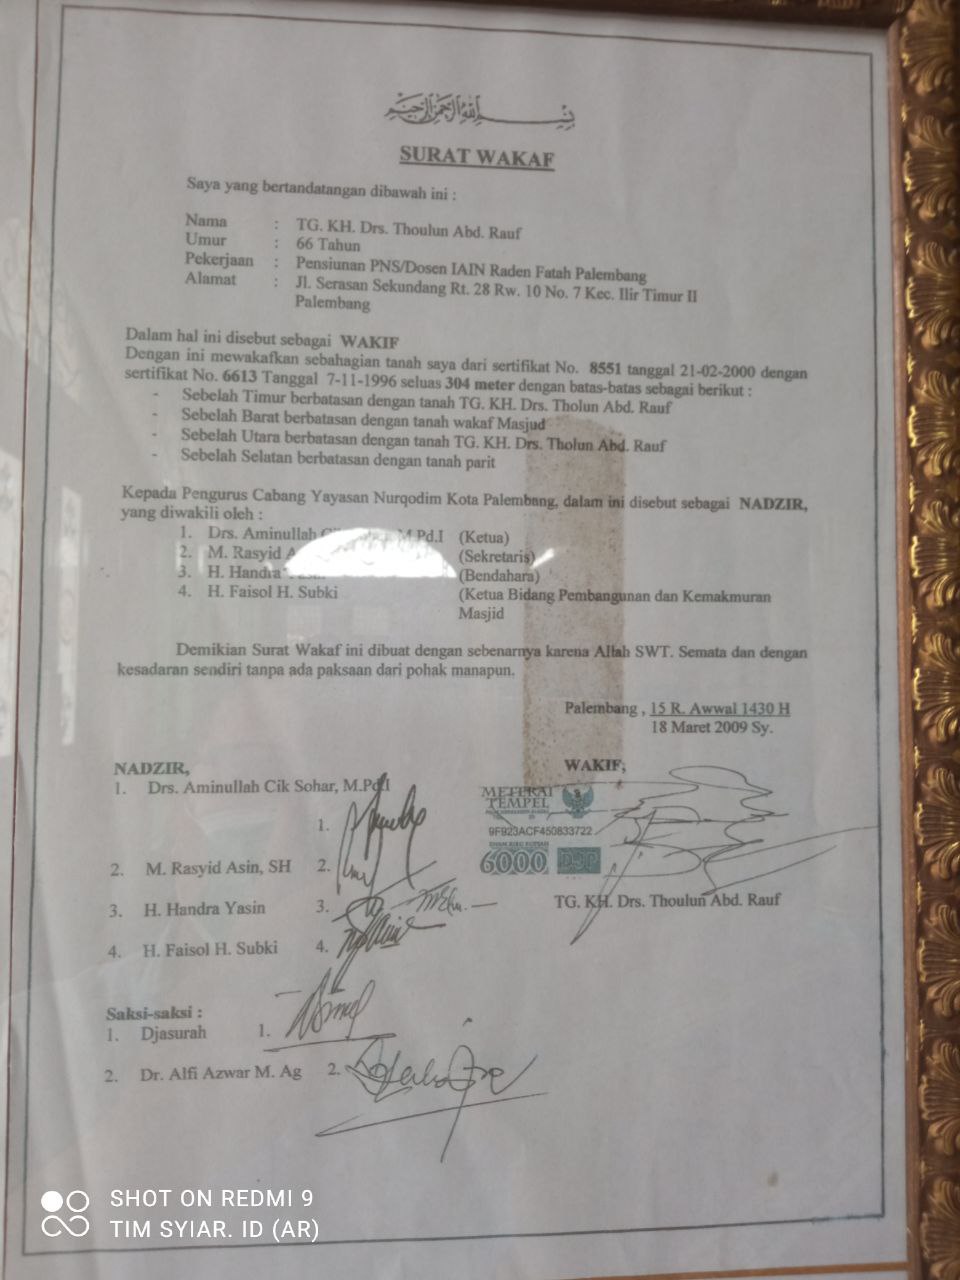 بسم الله الرحمن الرحيم
SURAT WAKAF
Saya yang bertandatangan dibawah ini :
Nama : TG. KH. Drs. Thoulun Abd. Rauf
Umur : 66 Tahun
Pekerjaan : Pensiunan PNS/Dosen IAIN Raden Fatah Palembang
Alamat : Jl. Serasan Sekundang Rt. 28 Rw. 10 No. 7 Kec. Ilir Timur II
Palembang
Dalam hal ini disebut sebagai WAKIF
Dengan ini mewakafkan sebahagian tanah saya dari sertifikat No. 8551 tanggal 21-02-2000 dengan
sertifikat No. 6613 Tanggal 7-11-1996 seluas 304 meter dengan batas-batas sebagai berikut :
- Sebelah Timur berbatasan dengan tanah TG. KH. Drs. Tholun Abd. Rauf
- Sebelah Barat berbatasan dengan tanah wakaf Masjud
- Sebelah Utara berbatasan dengan tanah TG. KH. Drs. Tholun Abd. Rauf
- Sebelah Selatan berbatasan dengan tanah parit
Kepada Pengurus Cabang Yayasan Nurqodim Kota Palembang, dalam ini disebut sebagai NADZIR,
yang diwakili oleh :
1. Drs. Aminullah M.Pd.I (Ketua)
2. M. Rasyid (Sekretaris)
3. H. Handra (Bendahara)
4. H. Faisol H. Subki (Ketua Bidang Pembangunan dan Kemakmuran
Masjid
Demikian Surat Wakaf ini dibuat dengan sebenarnya karena Allah SWT. Semata dan dengan
kesadaran sendiri tanpa ada paksaan dari pohak manapun.
Palembang , 15 R. Awwal 1430 H
18 Maret 2009 Sy.
NADZIR,
WAKIF,
1. Drs. Aminullah Cik Sohar, M.Pd.I
1.
METERAI
TEMPEL
9F923ACF450833722
6000 DJP
2. M. Rasyid Asin, SH 2.
3. H. Handra Yasin 3.
TG. KH. Drs. Thoulun Abd. Rauf
4. H. Faisol H. Subki 4.
Saksi-saksi :
1. Djasurah 1.
2. Dr. Alfi Azwar M. Ag 2.
SHOT ON REDMI 9
TIM SYIAR. ID (AR)